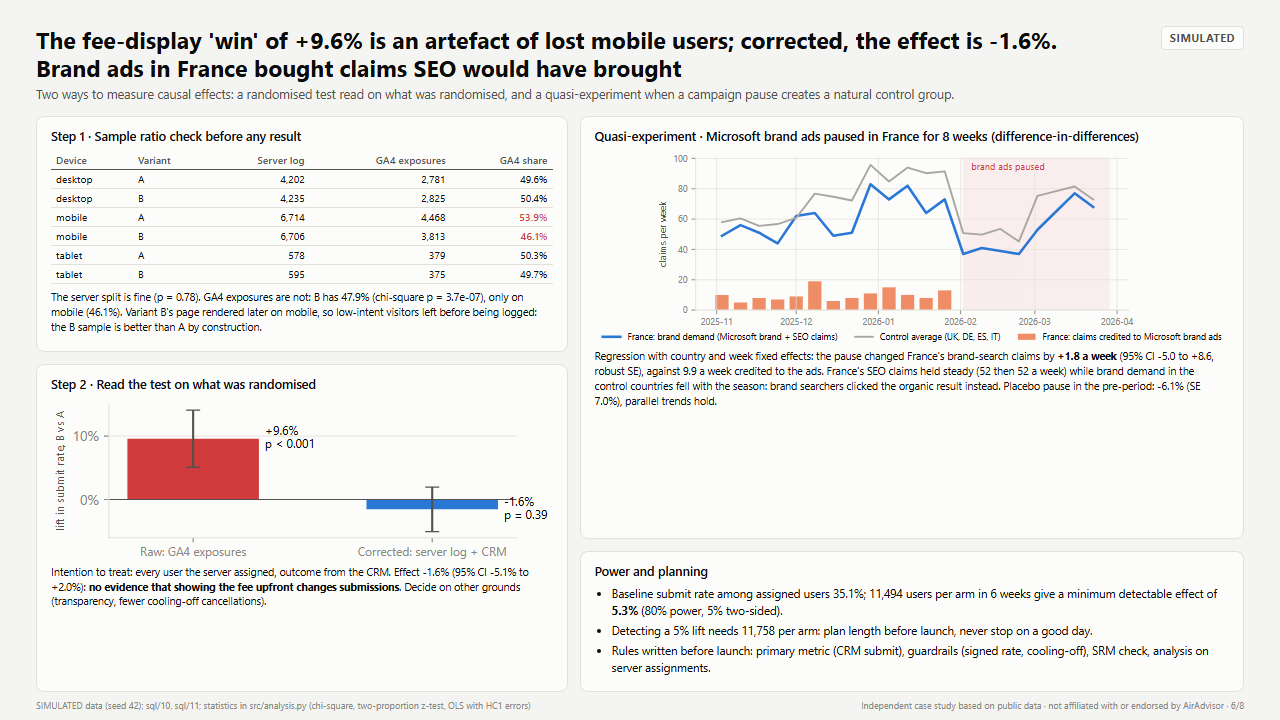 The fee-display 'win' of +9.6% is an artefact of lost mobile users; corrected, the effect is -1.6%.
Brand ads in France bought claims SEO would have brought
SIMULATED
Two ways to measure causal effects: a randomised test read on what was randomised, and a quasi-experiment when a campaign pause creates a natural control group.
Step 1 · Sample ratio check before any result
Device Variant Server log GA4 exposures GA4 share
desktop A 4,202 2,781 49.6%
desktop B 4,235 2,825 50.4%
mobile A 6,714 4,468 53.9%
mobile B 6,706 3,813 46.1%
tablet A 578 379 50.3%
tablet B 595 375 49.7%
The server split is fine (p = 0.78). GA4 exposures are not: B has 47.9% (chi-square p = 3.7e-07), only on
mobile (46.1%). Variant B's page rendered later on mobile, so low-intent visitors left before being logged:
the B sample is better than A by construction.
Step 2 · Read the test on what was randomised
lift in submit rate, B vs A
10%
0%
+9.6%
p < 0.001
-1.6%
p = 0.39
Raw: GA4 exposures
Corrected: server log + CRM
Intention to treat: every user the server assigned, outcome from the CRM. Effect -1.6% (95% CI -5.1% to
+2.0%): no evidence that showing the fee upfront changes submissions. Decide on other grounds
(transparency, fewer cooling-off cancellations).
Quasi-experiment · Microsoft brand ads paused in France for 8 weeks (difference-in-differences)
claims per week
100
80
60
40
20
0
brand ads paused
2025-11 2025-12 2026-01 2026-02 2026-03 2026-04
France: brand demand (Microsoft brand + SEO claims) Control average (UK, DE, ES, IT) France: claims credited to Microsoft brand ads
Regression with country and week fixed effects: the pause changed France's brand-search claims by +1.8 a week (95% CI -5.0 to +8.6,
robust SE), against 9.9 a week credited to the ads. France's SEO claims held steady (52 then 52 a week) while brand demand in the
control countries fell with the season: brand searchers clicked the organic result instead. Placebo pause in the pre-period: -6.1% (SE
7.0%), parallel trends hold.
Power and planning
• Baseline submit rate among assigned users 35.1%; 11,494 users per arm in 6 weeks give a minimum detectable effect of
5.3% (80% power, 5% two-sided).
• Detecting a 5% lift needs 11,758 per arm: plan length before launch, never stop on a good day.
• Rules written before launch: primary metric (CRM submit), guardrails (signed rate, cooling-off), SRM check, analysis on
server assignments.
SIMULATED data (seed 42); sql/10, sql/11; statistics in src/analysis.py (chi-square, two-proportion z-test, OLS with HC1 errors)
Independent case study based on public data · not affiliated with or endorsed by AirAdvisor · 6/8